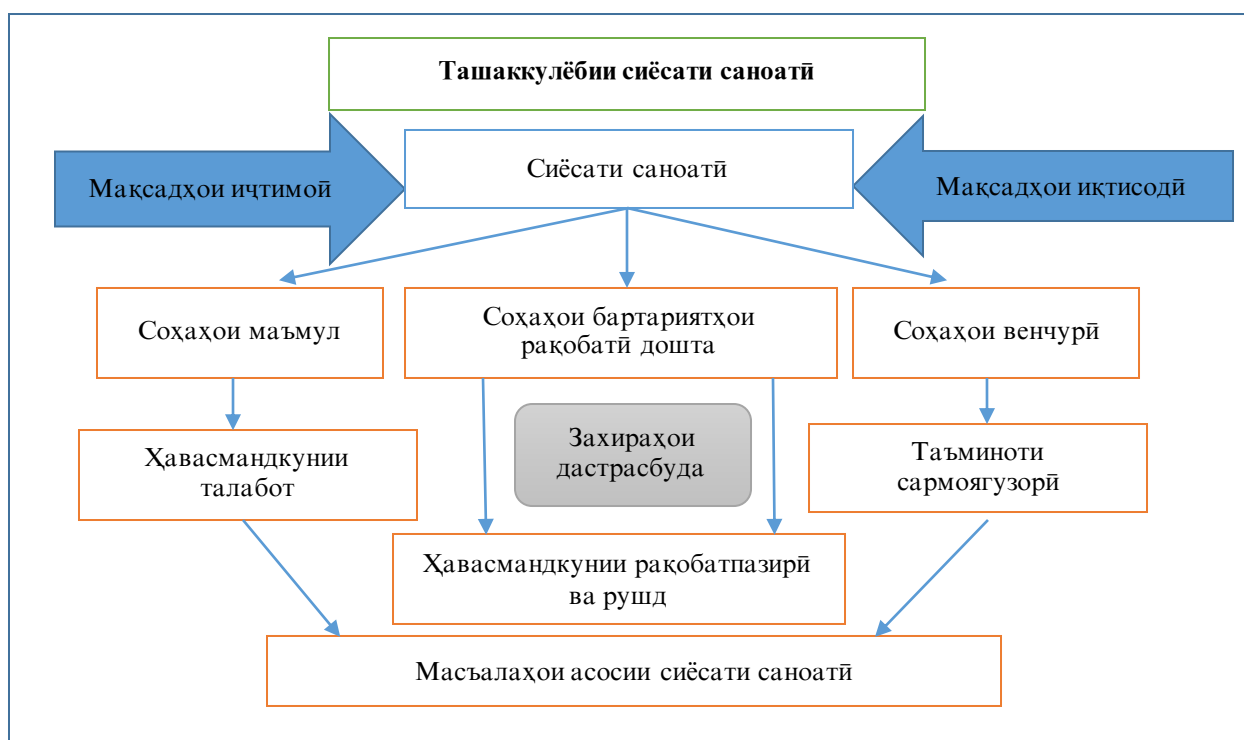 Ташаккулёбии сиёсати саноатӣ
Сиёсати саноатӣ
Мақсадҳои иҷтимоӣ
Мақсадҳои иқтисодӣ
Соҳаҳои маъмул
Соҳаҳои бартариятҳои
рақобатӣ дошта
Соҳаҳои венчурӣ
Ҳавасмандкунии
талабот
Захираҳои
дастрасбуда
Таъминоти
сармоягузорӣ
Ҳавасмандкунии рақобатпазирӣ
ва рушд
Масъалаҳои асосии сиёсати саноатӣ